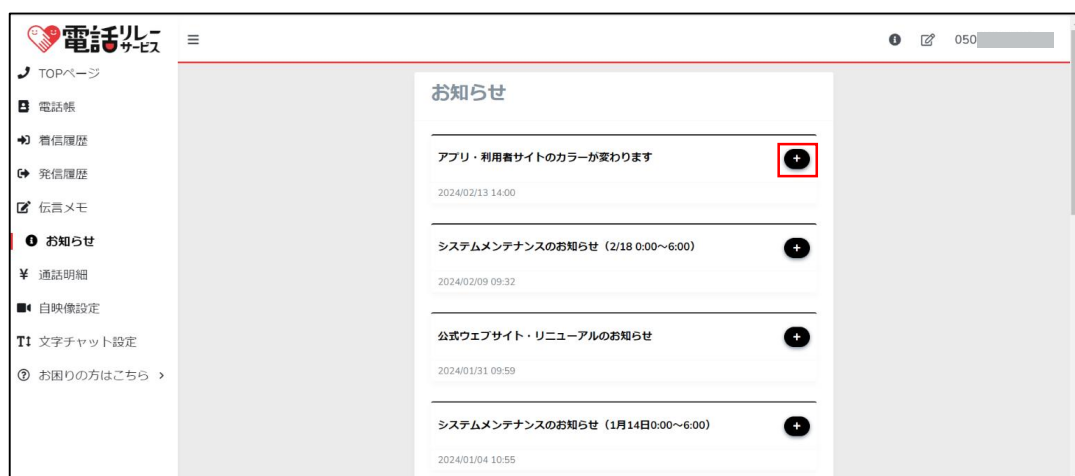 電話リレーサービス
050
TOPページ
電話帳
着信履歴
発信履歴
伝言メモ
お知らせ
通話明細
自映像設定
文字チャット設定
お困りの方はこちら
お知らせ
アプリ・利用者サイトのカラーが変わります
2024/02/13 14:00
システムメンテナンスのお知らせ（2/18 0:00～6:00）
2024/02/09 09:32
公式ウェブサイト・リニューアルのお知らせ
2024/01/31 09:59
システムメンテナンスのお知らせ（1月14日0:00～6:00）
2024/01/04 10:55